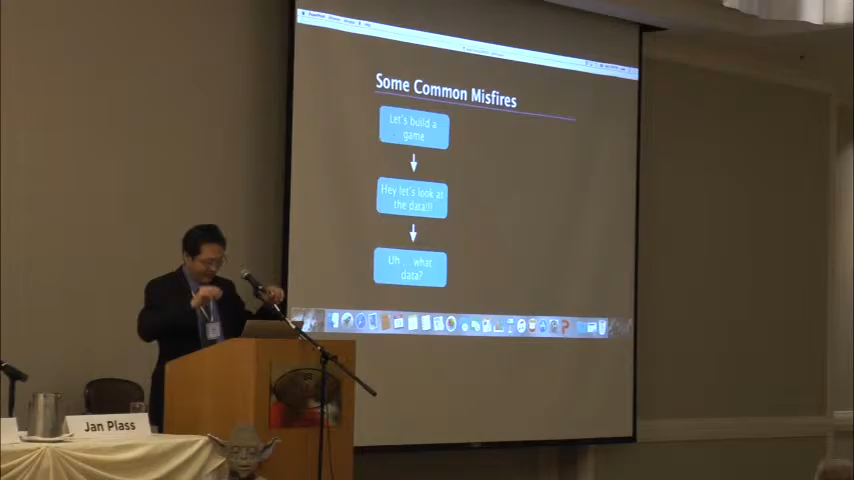 Some Common Misfires
Let's build a
game
Hey let's look at
the data!!!
Uh... what
data?
Jan Plass